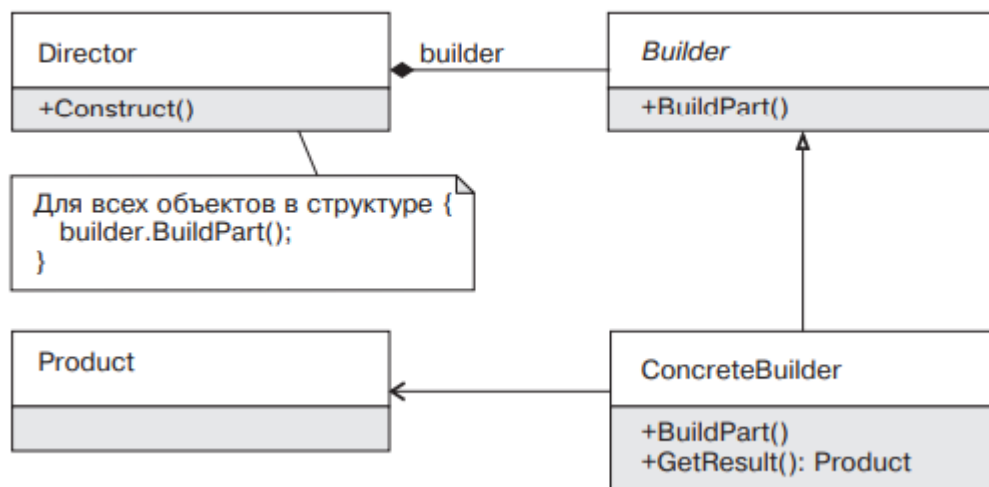 Director
+Construct()
builder
Builder
+BuildPart()
Для всех объектов в структуре {
builder.BuildPart();
}
Product
ConcreteBuilder
+BuildPart()
+GetResult(): Product